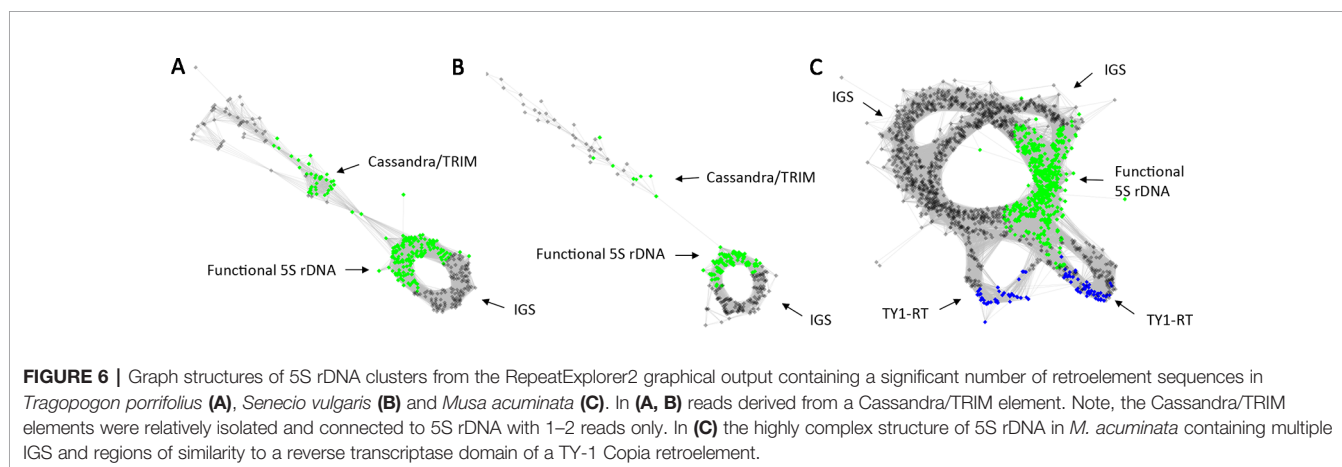 A
B
C
IGS
IGS
Cassandra/TRIM
Cassandra/TRIM
Functional
5S rDNA
Functional 5S rDNA
Functional 5S rDNA
IGS
IGS
TY1-RT
TY1-RT
FIGURE 6 | Graph structures of 5S rDNA clusters from the RepeatExplorer2 graphical output containing a significant number of retroelement sequences in
Tragopogon porrifolius (A), Senecio vulgaris (B) and Musa acuminata (C). In (A, B) reads derived from a Cassandra/TRIM element. Note, the Cassandra/TRIM
elements were relatively isolated and connected to 5S rDNA with 1–2 reads only. In (C) the highly complex structure of 5S rDNA in M. acuminata containing multiple
IGS and regions of similarity to a reverse transcriptase domain of a TY-1 Copia retroelement.